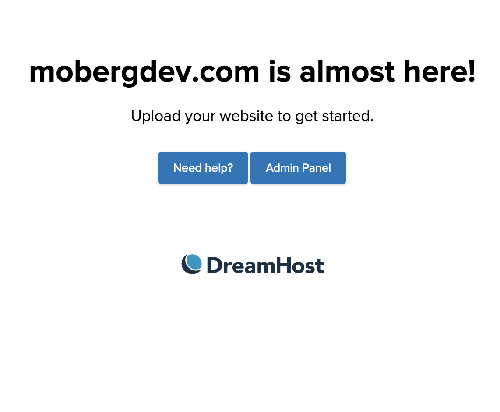 mobergdev.com is almost here!
Upload your website to get started.
Need help? Admin Panel
DreamHost